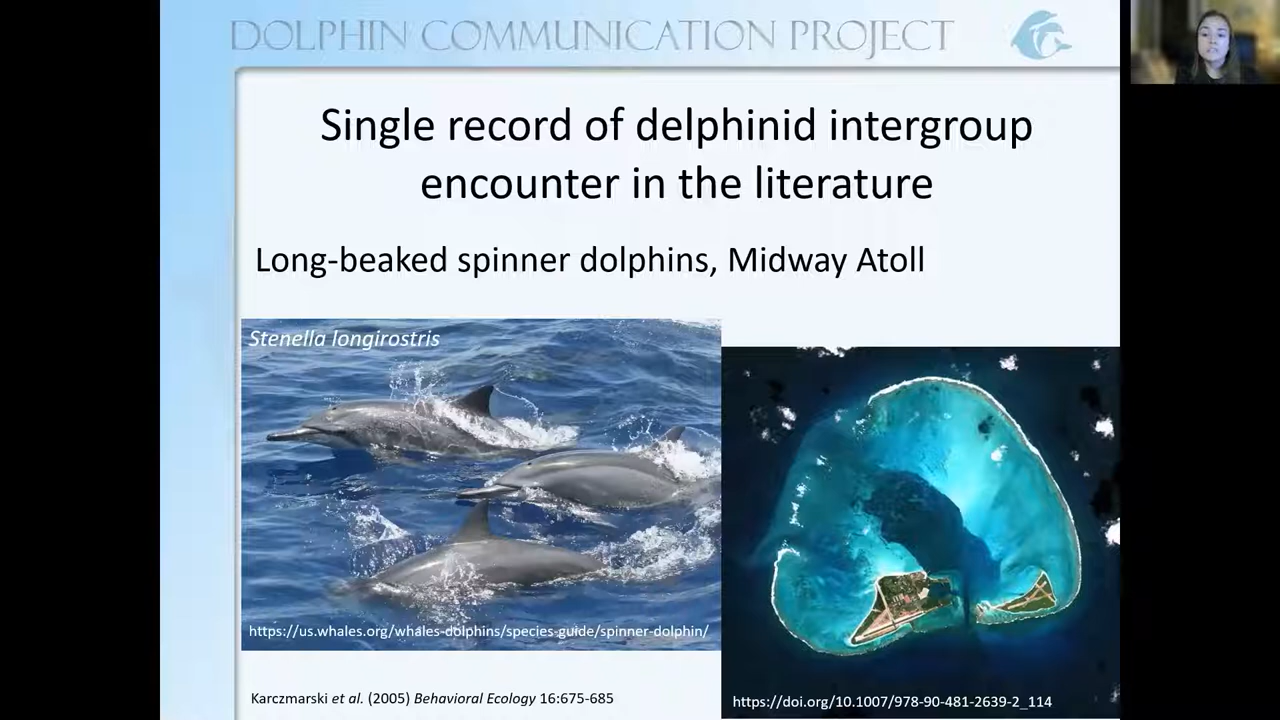 DOLPHIN COMMUNICATION PROJECT
Single record of delphinid intergroup
encounter in the literature
Long-beaked spinner dolphins, Midway Atoll
Stenella longirostris
https://us.whales.org/whales-dolphins/species-guide/spinner-dolphin/
Karczmarski et al. (2005) Behavioral Ecology 16:675-685
https://doi.org/10.1007/978-90-481-2639-2_114